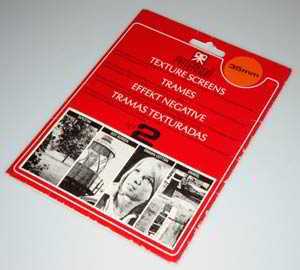 35mm
TEXTURE SCREENS
TRAMES
EFFEKT NEGATIVE
TRAMAS TEXTURADAS
2